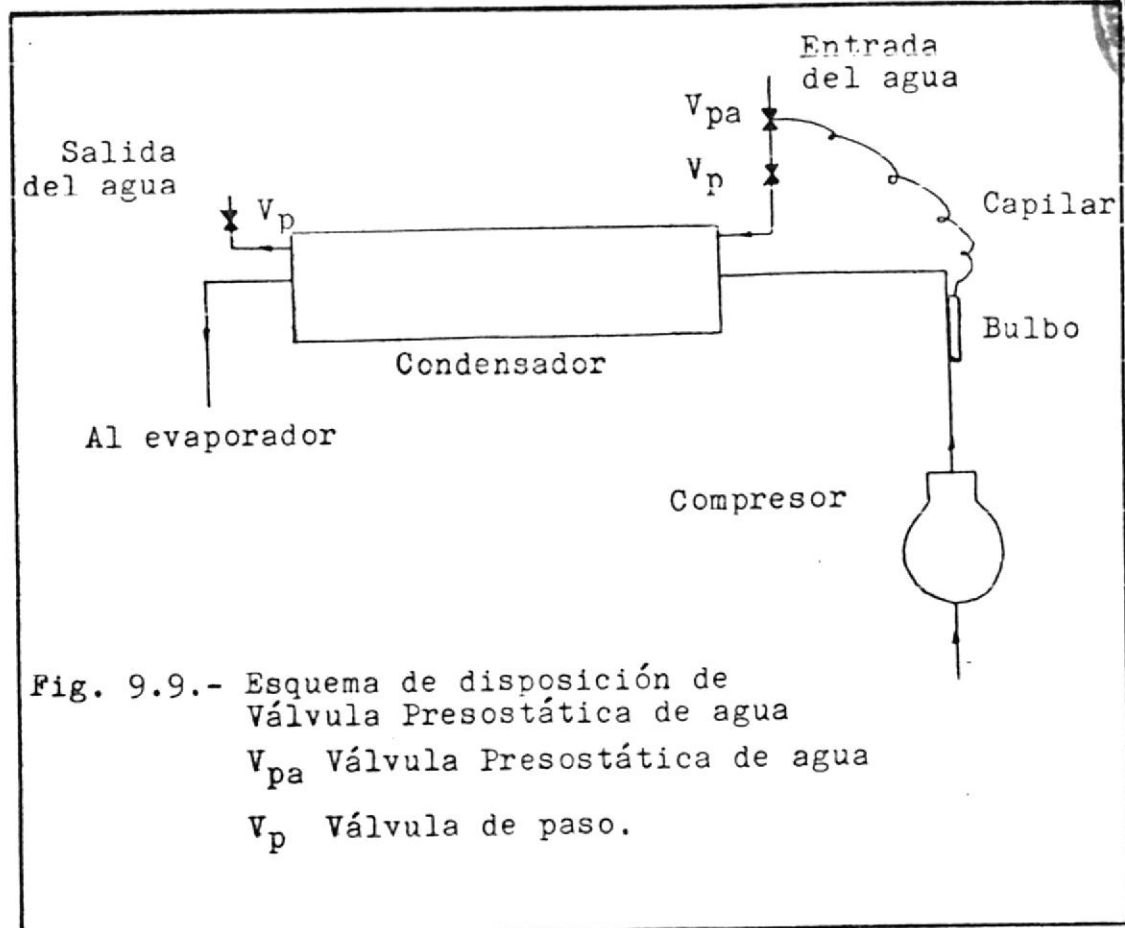 Entrada
del agua
Vpa
Salida
del agua
Vp
Vp
Capilar
Bulbo
Condensador
Al evaporador
Compresor
Fig. 9.9.- Esquema de disposición de
Válvula Presostática de agua
Vpa Válvula Presostática de agua
Vp Válvula de paso.